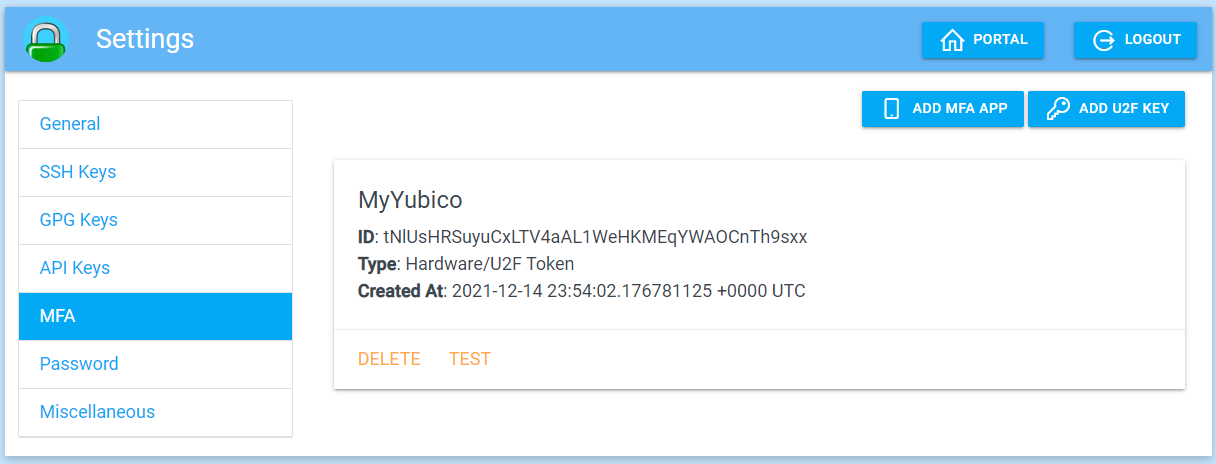 Settings
PORTAL
LOGOUT
ADD MFA APP
ADD U2F KEY
General
SSH Keys
GPG Keys
API Keys
MFA
Password
Miscellaneous
MyYubico
ID: tNlUsHRSuyuCxLTV4aAL1WeHKMEqYWAOCnTh9sxx
Type: Hardware/U2F Token
Created At: 2021-12-14 23:54:02.176781125 +0000 UTC
DELETE
TEST